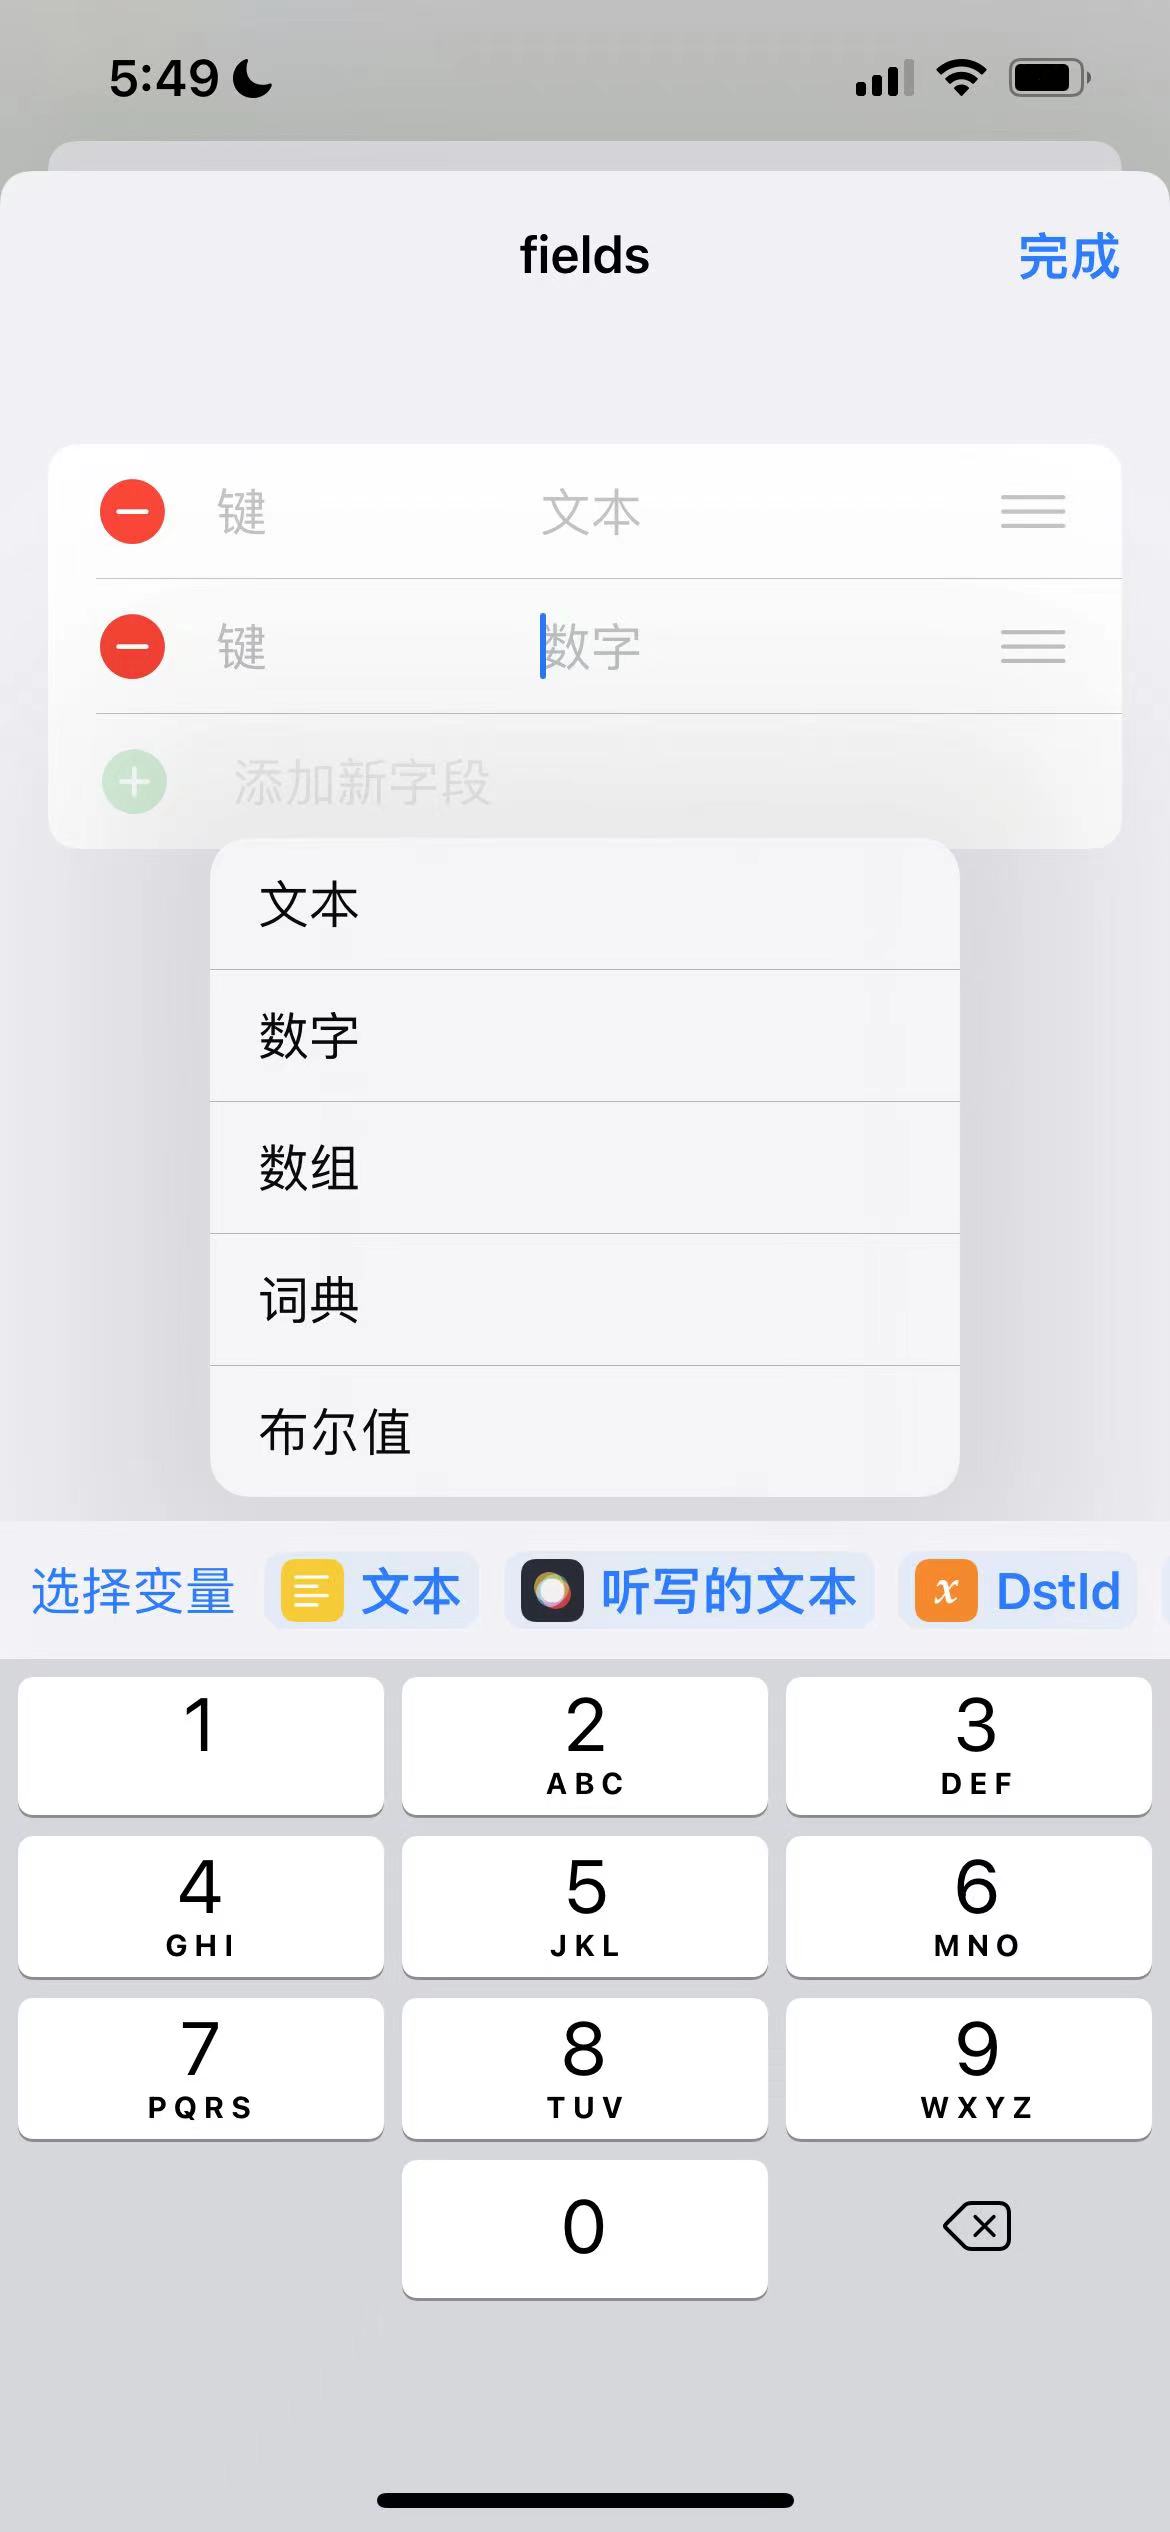 5:49
fields
完成
键
文本
键
数字
添加新字段
文本
数字
数组
词典
布尔值
选择变量
文本
听写的文本
DstId
1
2
ABC
3
DEF
4
GHI
5
JKL
6
MNO
7
PQRS
8
TUV
9
WXYZ
0